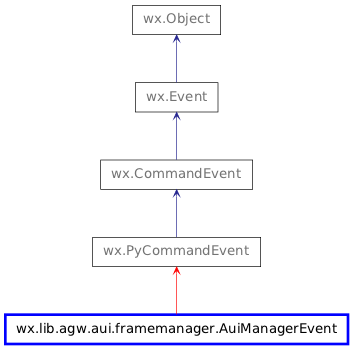 wx.Object
wx.Event
wx.CommandEvent
wx.PyCommandEvent
wx.lib.agw.aui.framemanager.AuiManagerEvent